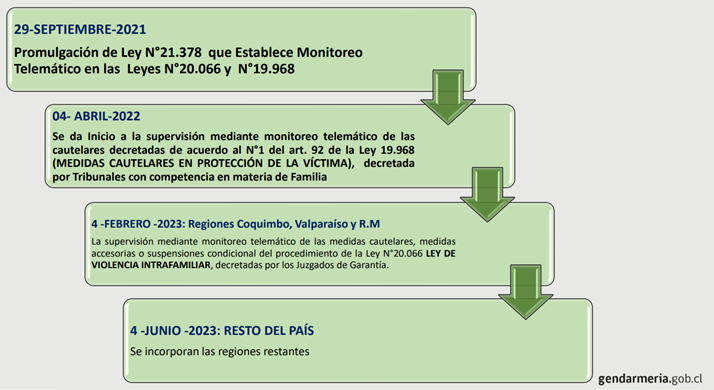 29-SEPTIEMBRE-2021
Promulgación de Ley N°21.378 que Establece Monitoreo
Telemático en las Leyes N°20.066 y N°19.968
04- ABRIL-2022
Se da Inicio a la supervisión mediante monitoreo telemático de las
cautelares decretadas de acuerdo al N°1 del art. 92 de la Ley 19.968
(MEDIDAS CAUTELARES EN PROTECCIÓN DE LA VÍCTIMA), decretada
por Tribunales con competencia en materia de Familia
4 -FEBRERO -2023: Regiones Coquimbo, Valparaíso y R.M
La supervisión mediante monitoreo telemático de las medidas cautelares, medidas
accesorias o suspensiones condicional del procedimiento de la Ley N°20.066 LEY DE
VIOLENCIA INTRAFAMILIAR, decretadas por los Juzgados de Garantía.
4 -JUNIO -2023: RESTO DEL PAÍS
Se incorporan las regiones restantes
gendarmeria.gob.cl